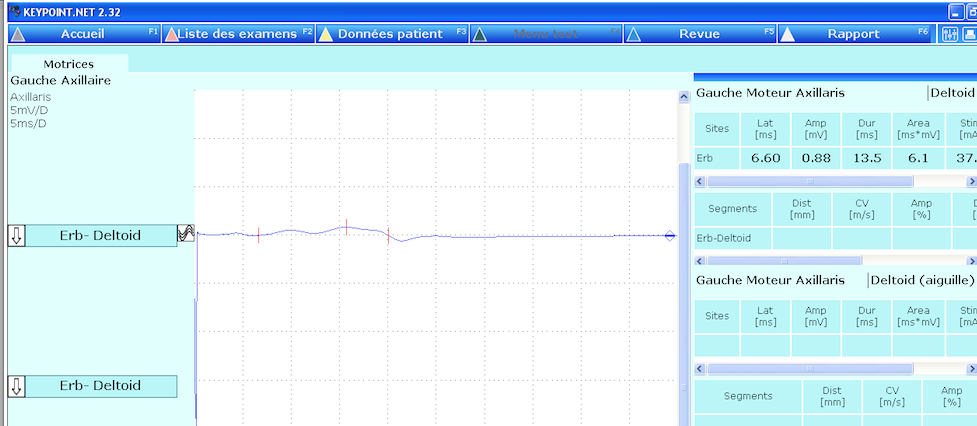 KEYPOINT.NET 2.32
Accueil F1 Liste des examens F2 Données patient F3 Menu test Revue F5 Rapport F6
Motrices
Gauche Axillaire
Axillaris
5mV/D
5ms/D
Erb- Deltoid
Erb- Deltoid
Gauche Moteur Axillaris Deltoid
Sites Lat [ms] Amp [mV] Dur [ms] Area [ms*mV] Stim [mA
Erb 6.60 0.88 13.5 6.1 37.
Segments Dist [mm] CV [m/s] Amp [%] D [
Erb-Deltoid
Gauche Moteur Axillaris Deltoid (aiguille)
Sites Lat [ms] Amp [mV] Dur [ms] Area [ms*mV] Stim [mA
Segments Dist [mm] CV [m/s] Amp [%]